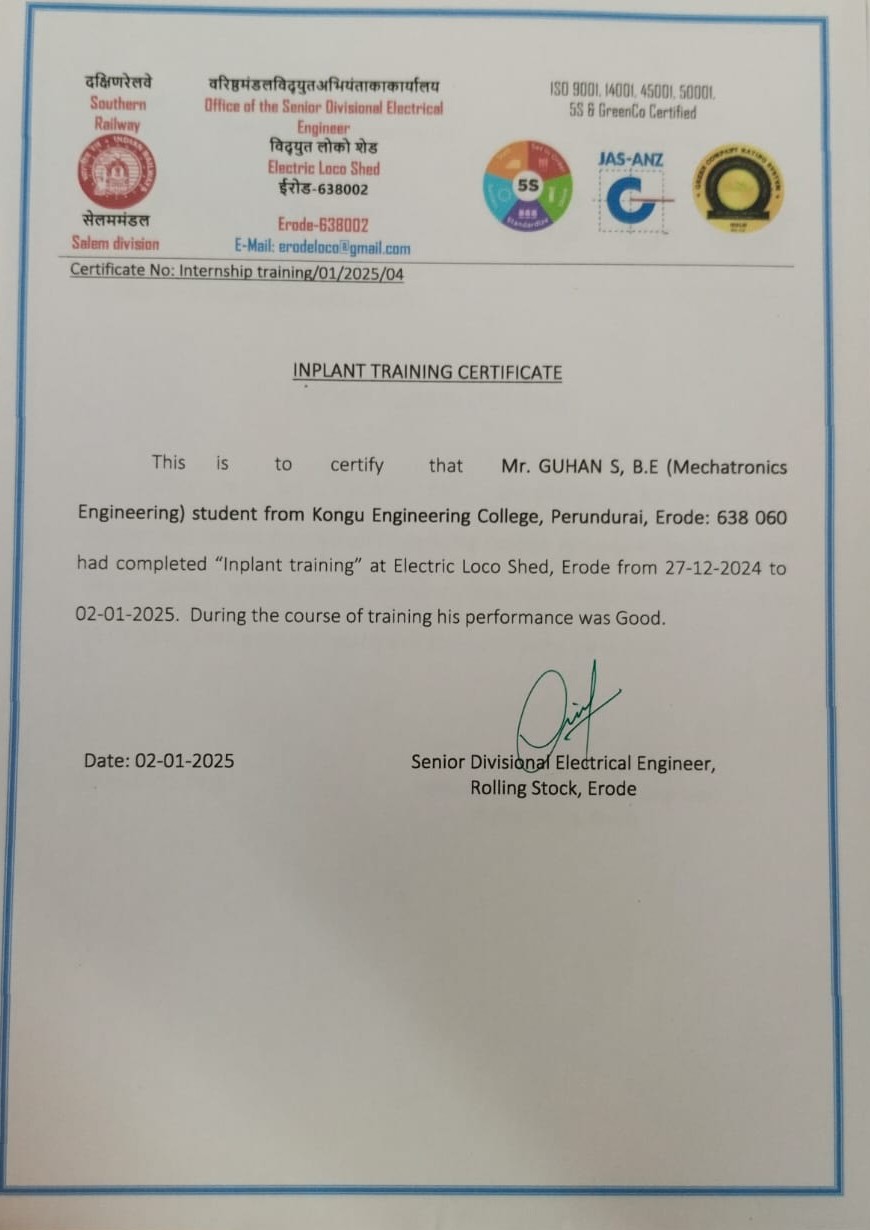 दक्षिणरेलवे
Southern
Railway
सेलममंडल
Salem division
वरिष्ठमंडलविद्युतअभियंताकाकार्यालय
Office of the Senior Divisional Electrical
Engineer
विद्युत लोको शेड
Electric Loco Shed
ईरोड-638002
Erode-638002
E-Mail: erodeloco@gmail.com
ISO 9001, 14001, 45001, 50001,
5S & GreenCo Certified
5S
Standardize
JAS-ANZ
GREEN COMPANY RATING SYSTEM
Certificate No: Internship training/01/2025/04
INPLANT TRAINING CERTIFICATE
This is to certify that Mr. GUHAN S, B.E (Mechatronics
Engineering) student from Kongu Engineering College, Perundurai, Erode: 638 060
had completed “Inplant training” at Electric Loco Shed, Erode from 27-12-2024 to
02-01-2025. During the course of training his performance was Good.
Date: 02-01-2025
Senior Divisional Electrical Engineer,
Rolling Stock, Erode